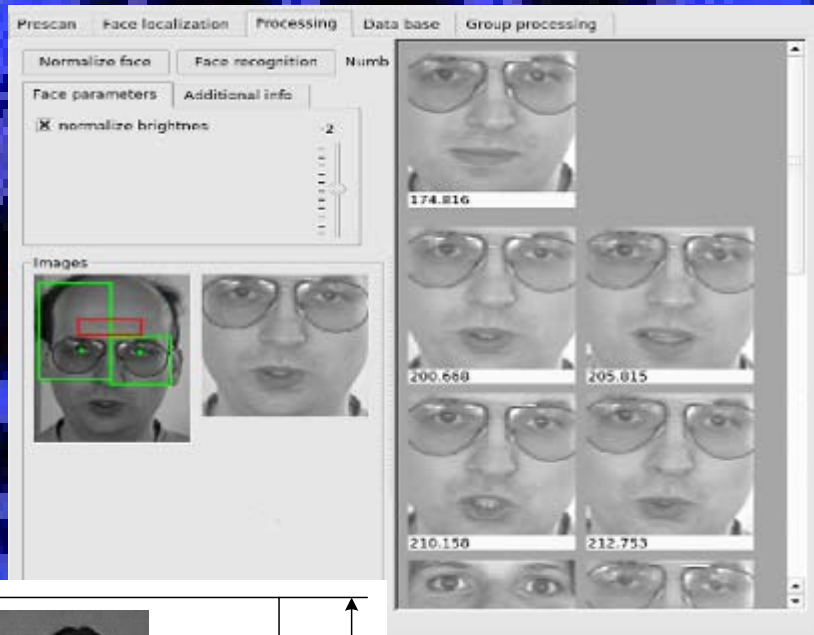 Prescan Face localization Processing Data base Group processing
Normalize face Face recognition Numb
Face parameters Additional info
normalize brightnes -2
Images
174.816
200.668 205.815
210.158 212.753